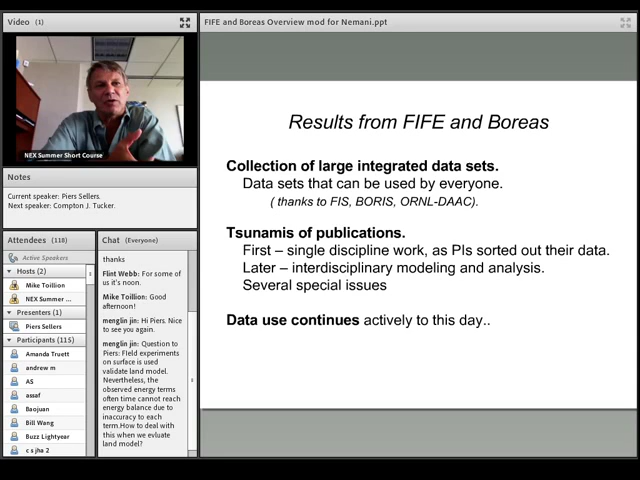 Video (1)
NEX Summer Short Course
Notes
Current speaker: Piers Sellers.
Next speaker: Compton J. Tucker.
Attendees (118)
Active Speakers
Hosts (2)
Mike Toillion
NEX Summer ...
Presenters (1)
Piers Sellers
Participants (115)
Amanda Truett
andrew m
AS
assaf
Baojuan
Bill Wang
Buzz Lightyear
c s jha 2
Chat (Everyone)
thanks
Flint Webb: For some
of us it's noon.
Mike Toillion: Good
afternoon!
menglin jin: Hi Piers. Nice
to see you again.
menglin jin: Question to
Piers: FIeld experiments
on surface is used
validate land model.
Nevertheless, the
observed energy terms
often time cannot reach
energy balance due to
inaccuracy to each
term.How to deal with
this when we evluate
land model?
FIFE and Boreas Overview mod for Nemani.ppt
Results from FIFE and Boreas
Collection of large integrated data sets.
Data sets that can be used by everyone.
( thanks to FIS, BORIS, ORNL-DAAC).
Tsunamis of publications.
First – single discipline work, as PIs sorted out their data.
Later – interdisciplinary modeling and analysis.
Several special issues
Data use continues actively to this day..